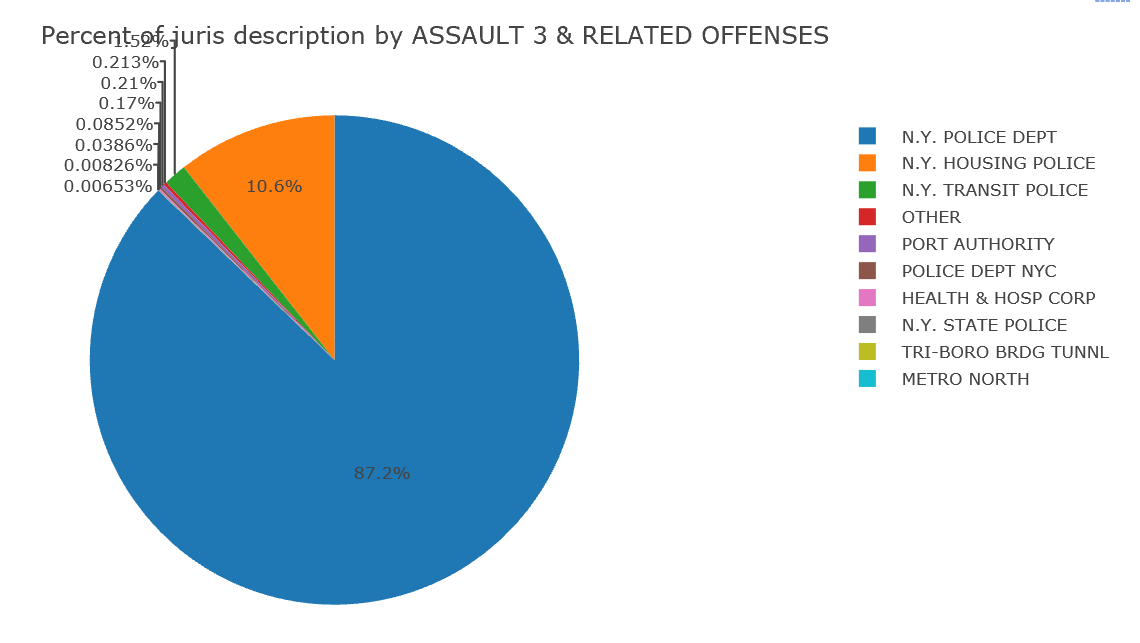 Percent of juris description by ASSAULT 3 & RELATED OFFENSES
1.52%
0.213%
0.21%
0.17%
0.0852%
0.0386%
0.00826%
0.00653%
10.6%
87.2%
N.Y. POLICE DEPT
N.Y. HOUSING POLICE
N.Y. TRANSIT POLICE
OTHER
PORT AUTHORITY
POLICE DEPT NYC
HEALTH & HOSP CORP
N.Y. STATE POLICE
TRI-BORO BRDG TUNNL
METRO NORTH